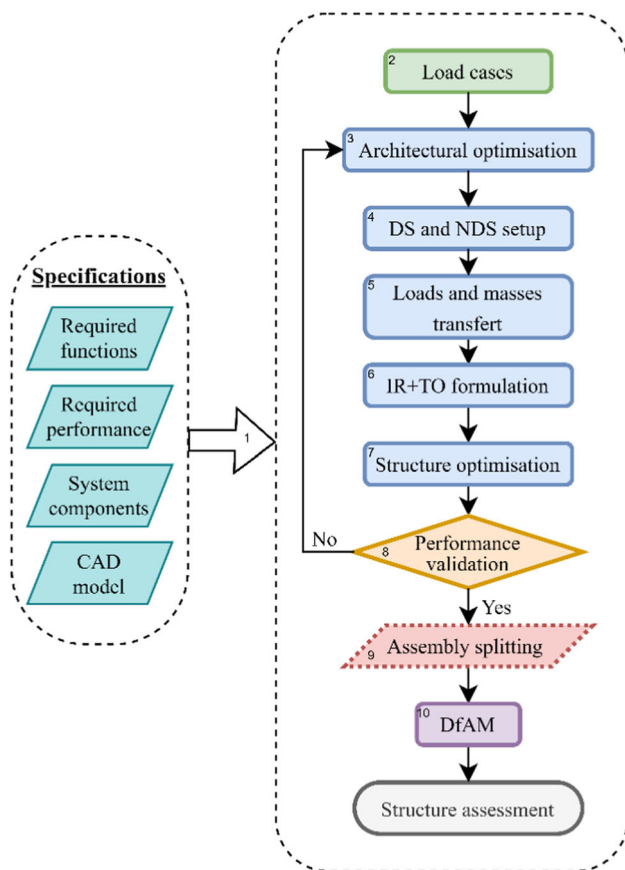 Specifications
Required
functions
Required
performance
System
components
CAD
model
1
2
Load cases
3
Architectural optimisation
4
DS and NDS setup
5
Loads and masses
transfert
6
IR+TO formulation
7
Structure optimisation
8
Performance
validation
No
Yes
9
Assembly splitting
10
DfAM
Structure assessment